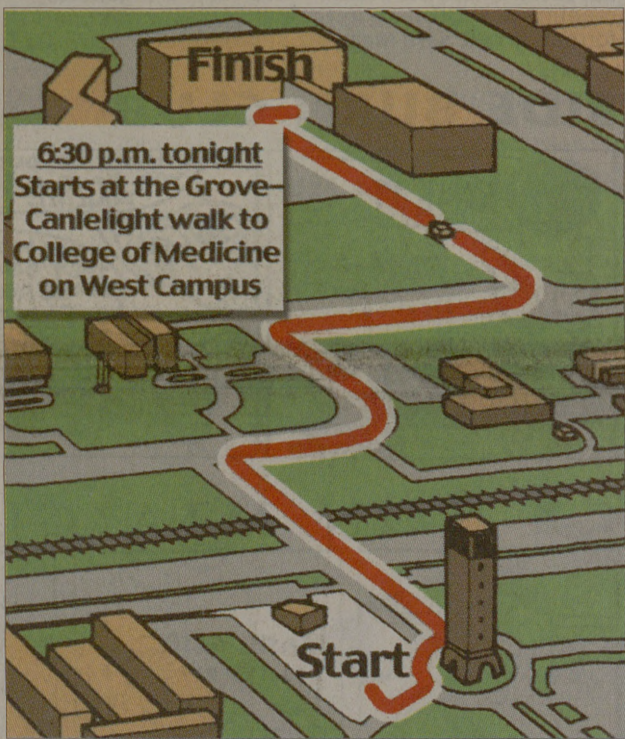 Finish
6:30 p.m. tonight
Starts at the Grove–
Canlelight walk to
College of Medicine
on West Campus
Start